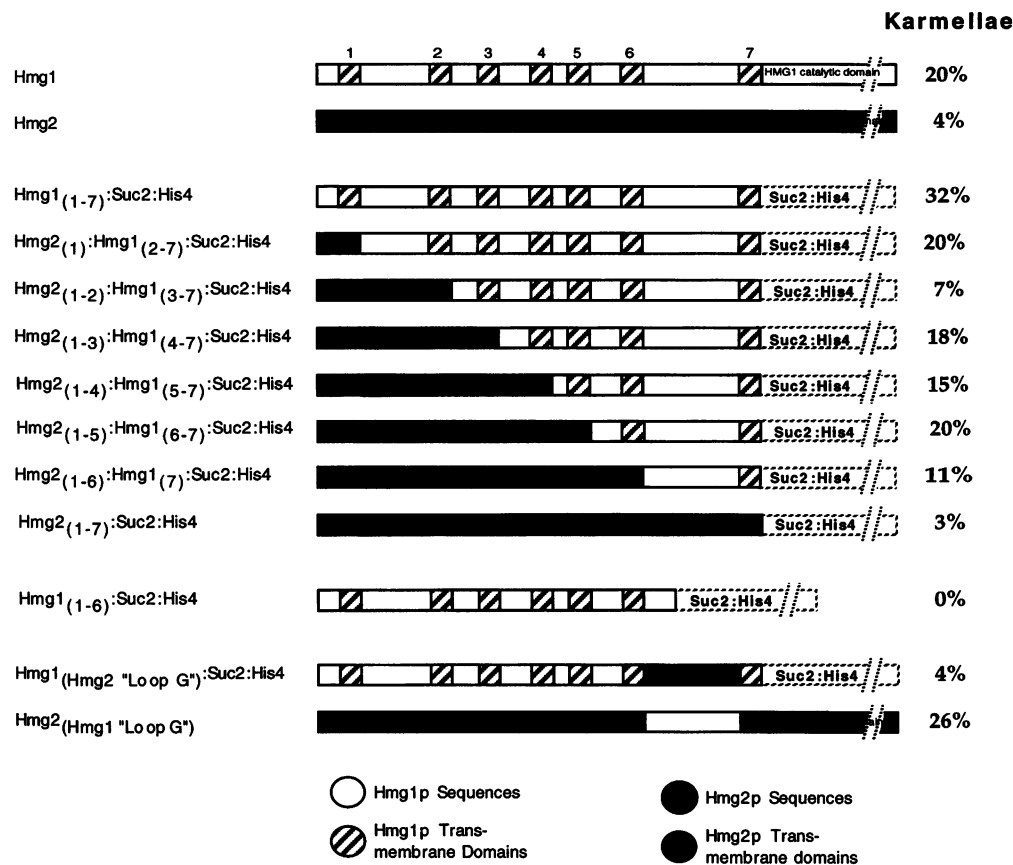 Karmellae
1 2 3 4 5 6 7
Hmg1 HMG1 catalytic domain 20%
Hmg2 4%
Hmg1(1-7):Suc2:His4 Suc2:His4 32%
Hmg2(1):Hmg1(2-7):Suc2:His4 Suc2:His4 20%
Hmg2(1-2):Hmg1(3-7):Suc2:His4 Suc2:His4 7%
Hmg2(1-3):Hmg1(4-7):Suc2:His4 Suc2:His4 18%
Hmg2(1-4):Hmg1(5-7):Suc2:His4 Suc2:His4 15%
Hmg2(1-5):Hmg1(6-7):Suc2:His4 Suc2:His4 20%
Hmg2(1-6):Hmg1(7):Suc2:His4 Suc2:His4 11%
Hmg2(1-7):Suc2:His4 Suc2:His4 3%
Hmg1(1-6):Suc2:His4 Suc2:His4 0%
Hmg1(Hmg2 "Loop G"):Suc2:His4 Suc2:His4 4%
Hmg2(Hmg1 "Loop G") 26%
Hmg1p Sequences
Hmg2p Sequences
Hmg1p Trans-
membrane Domains
Hmg2p Trans-
membrane domains